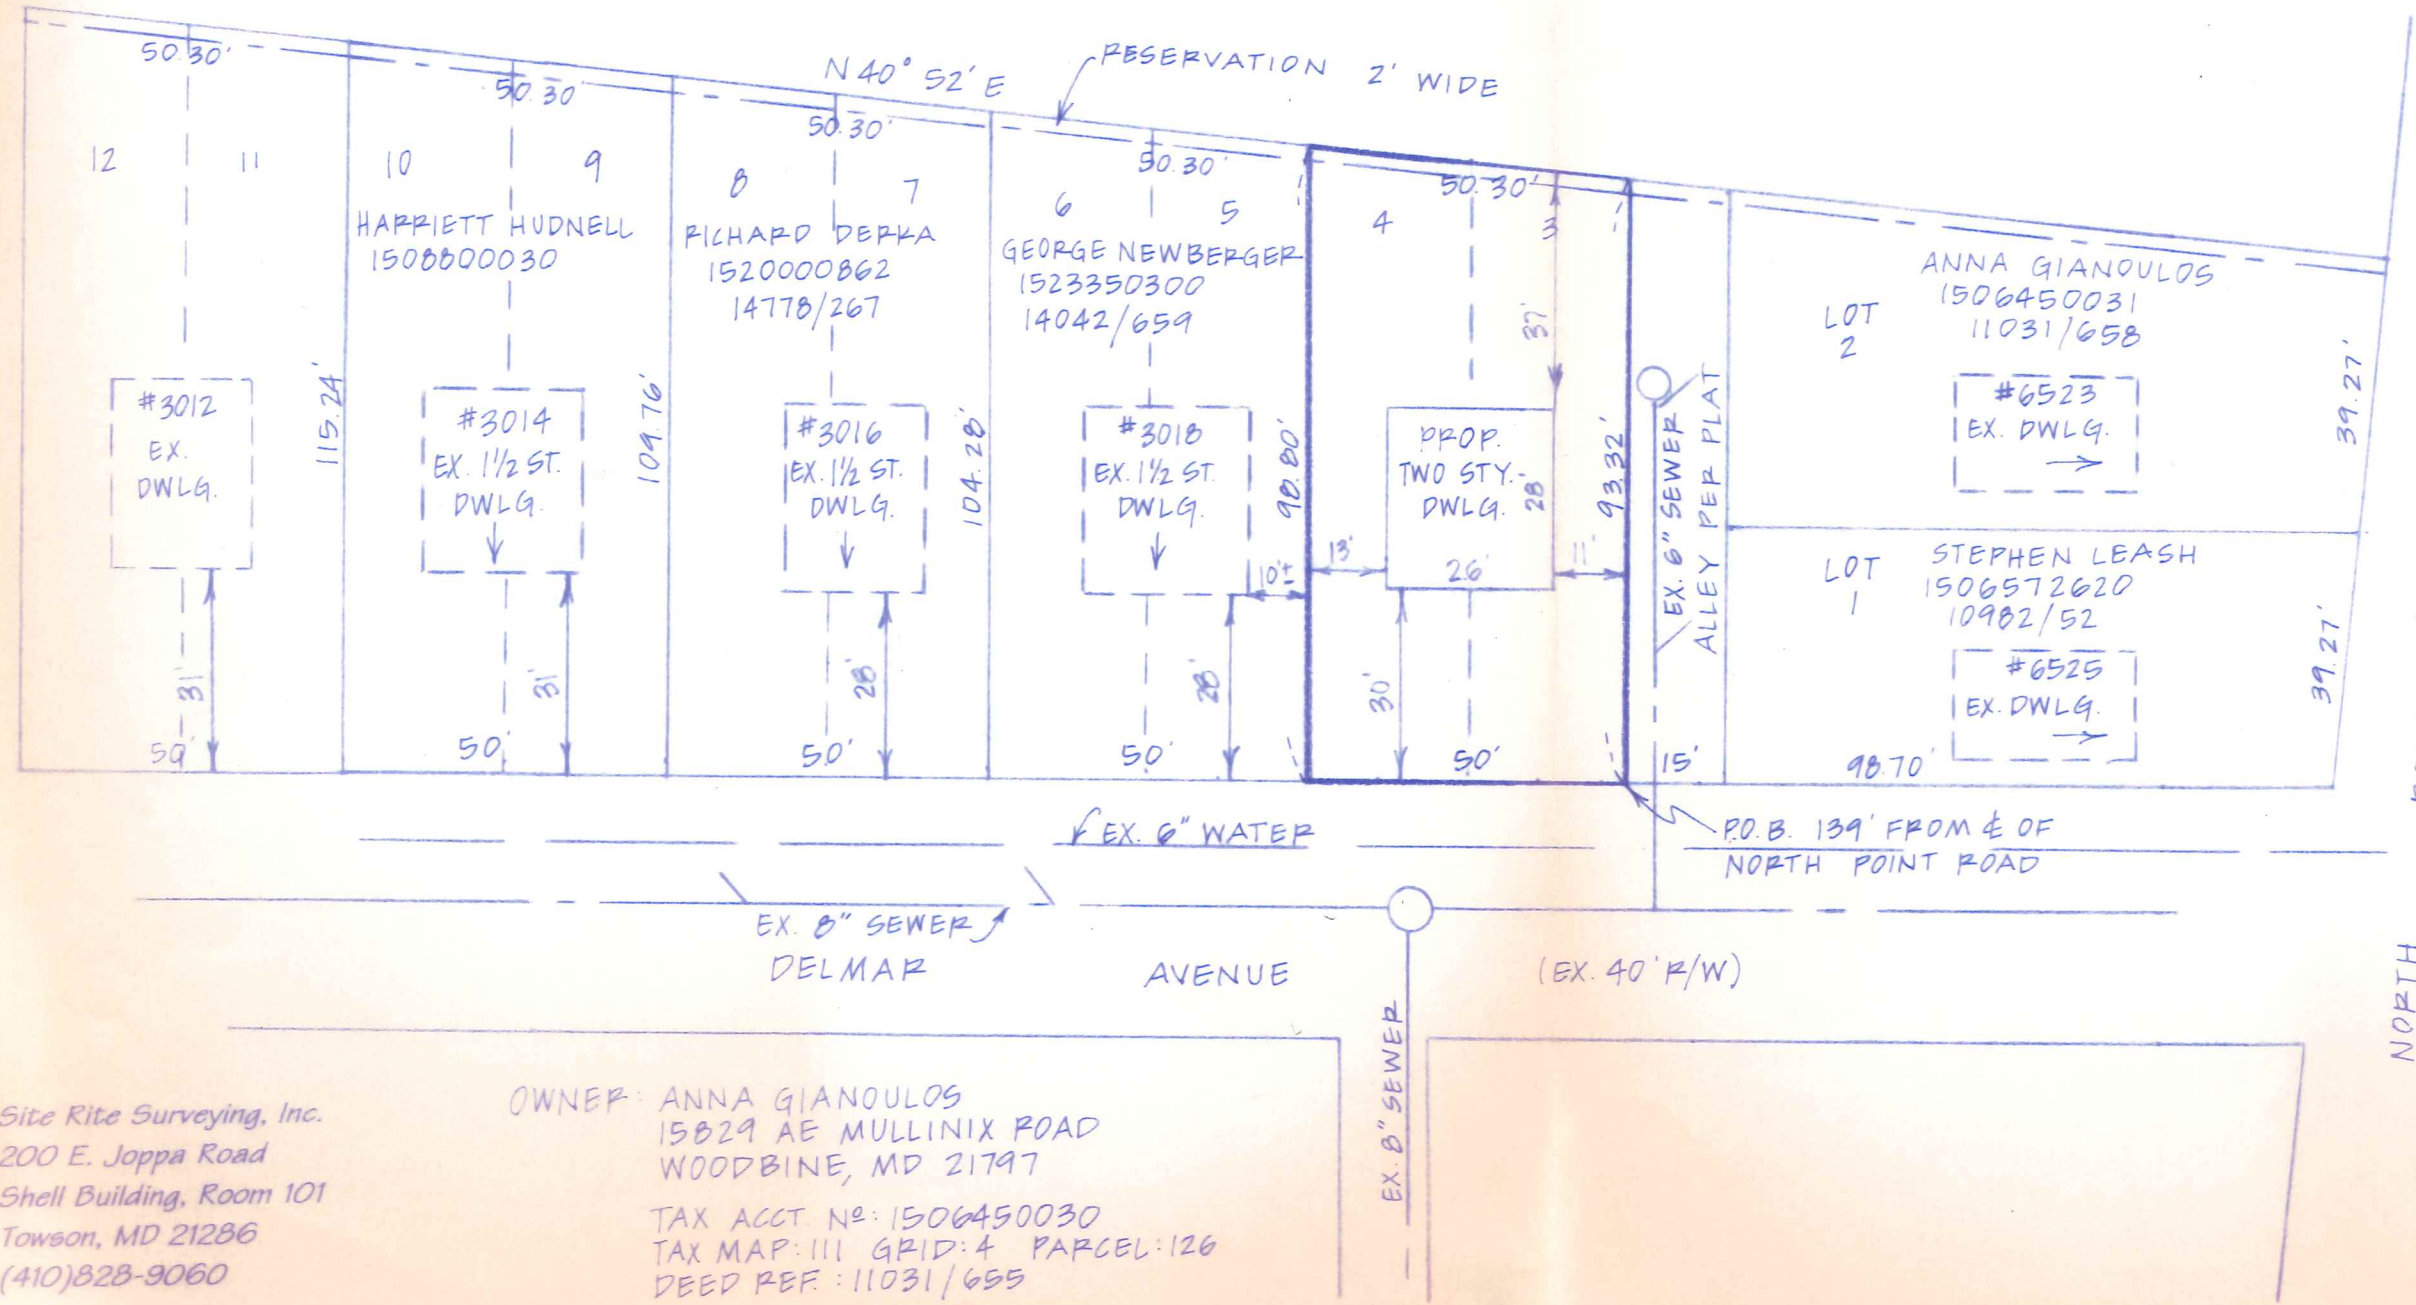 50.30'
50.30'
50.30'
50.30'
50.30'
N 40° 52' E
RESERVATION 2' WIDE
12
11
10
9
HARRIETT HUDNELL
1508800030
8
7
RICHARD DERKA
1520000862
14778/267
6
5
GEORGE NEWBERGER
1523350300
14042/659
4
3
37'
LOT
2
ANNA GIANOULOS
1506450031
11031/658
#6523
EX. DWLG.
39.27'
#3012
EX.
DWLG.
115.24'
#3014
EX. 1½ ST.
DWLG.
109.76'
#3016
EX. 1½ ST.
DWLG.
104.28'
#3018
EX. 1½ ST.
DWLG.
98.80'
PROP.
TWO STY.-
DWLG.
28'
26'
13'
11'
10'±
93.32'
EX. 6" SEWER
ALLEY PER PLAT
LOT
1
STEPHEN LEASH
1506572620
10982/52
#6525
EX. DWLG.
39.27'
31'
31'
28'
28'
30'
50'
50'
50'
50'
50'
15'
98.70'
EX. 6" WATER
P.O.B. 139' FROM ℄ OF
NORTH POINT ROAD
EX. 8" SEWER
DELMAR AVENUE (EX. 40' R/W)
NORTH
EX. 8" SEWER
OWNER: ANNA GIANOULOS
15829 AE MULLINIX ROAD
WOODBINE, MD 21797
TAX ACCT. Nº: 1506450030
TAX MAP: 111 GRID: 4 PARCEL: 126
DEED REF.: 11031/655
Site Rite Surveying, Inc.
200 E. Joppa Road
Shell Building, Room 101
Towson, MD 21286
(410)828-9060